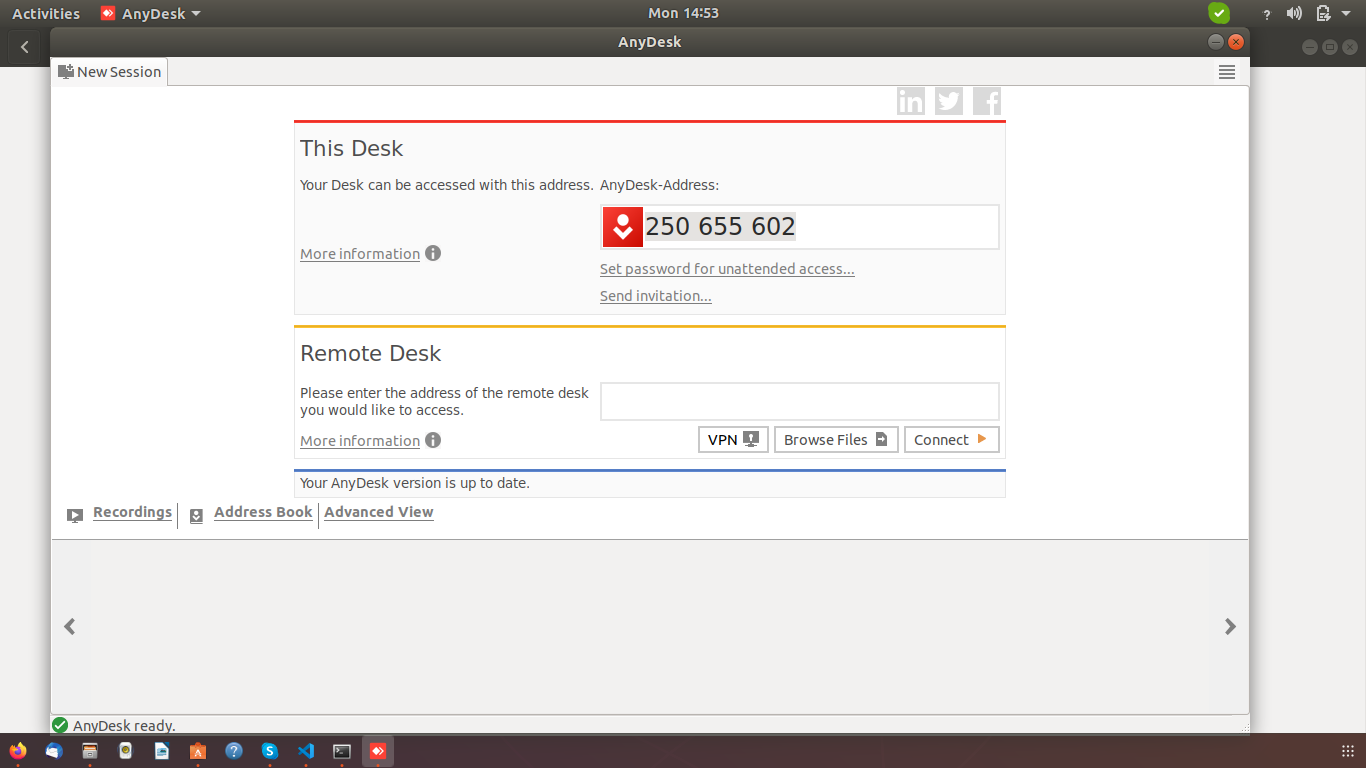 Activities
AnyDesk
Mon 14:53
AnyDesk
New Session
This Desk
Your Desk can be accessed with this address.
AnyDesk-Address:
250 655 602
More information
Set password for unattended access...
Send invitation...
Remote Desk
Please enter the address of the remote desk
you would like to access.
More information
VPN
Browse Files
Connect
Your AnyDesk version is up to date.
Recordings
Address Book
Advanced View
AnyDesk ready.